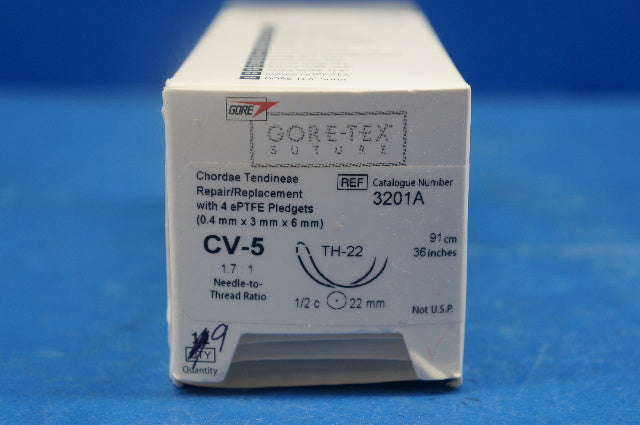 GORE
GORE-TEX™
SUTURE
Chordae Tendineae
Repair/Replacement
with 4 ePTFE Pledgets
(0.4 mm x 3 mm x 6 mm)
REF Catalogue Number
3201A
CV-5
TH-22
91 cm
36 inches
1.7 : 1
Needle-to-
Thread Ratio
1/2 c 22 mm
Not U.S.P.
9
QTY
Quantity